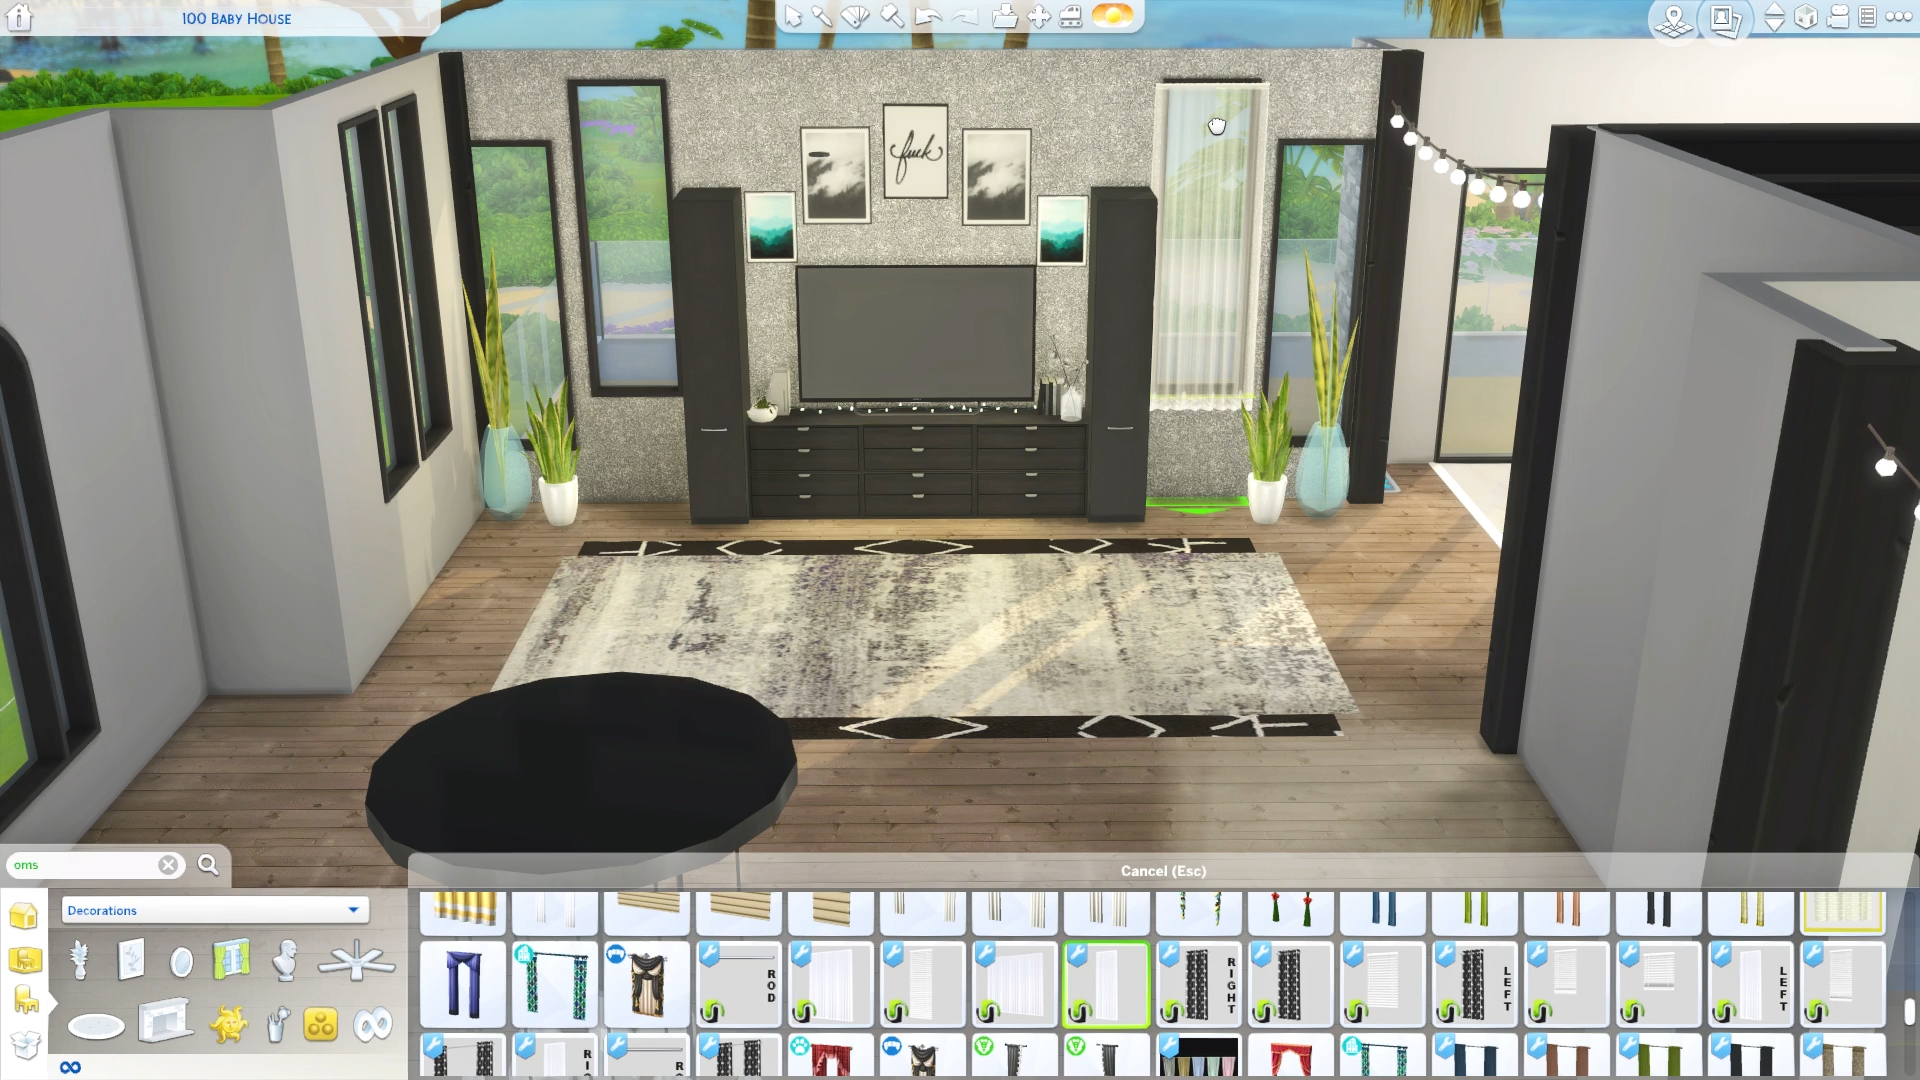 100 Baby House
fuck
oms
Cancel (Esc)
Decorations
ROD
RIGHT
LEFT
LEFT